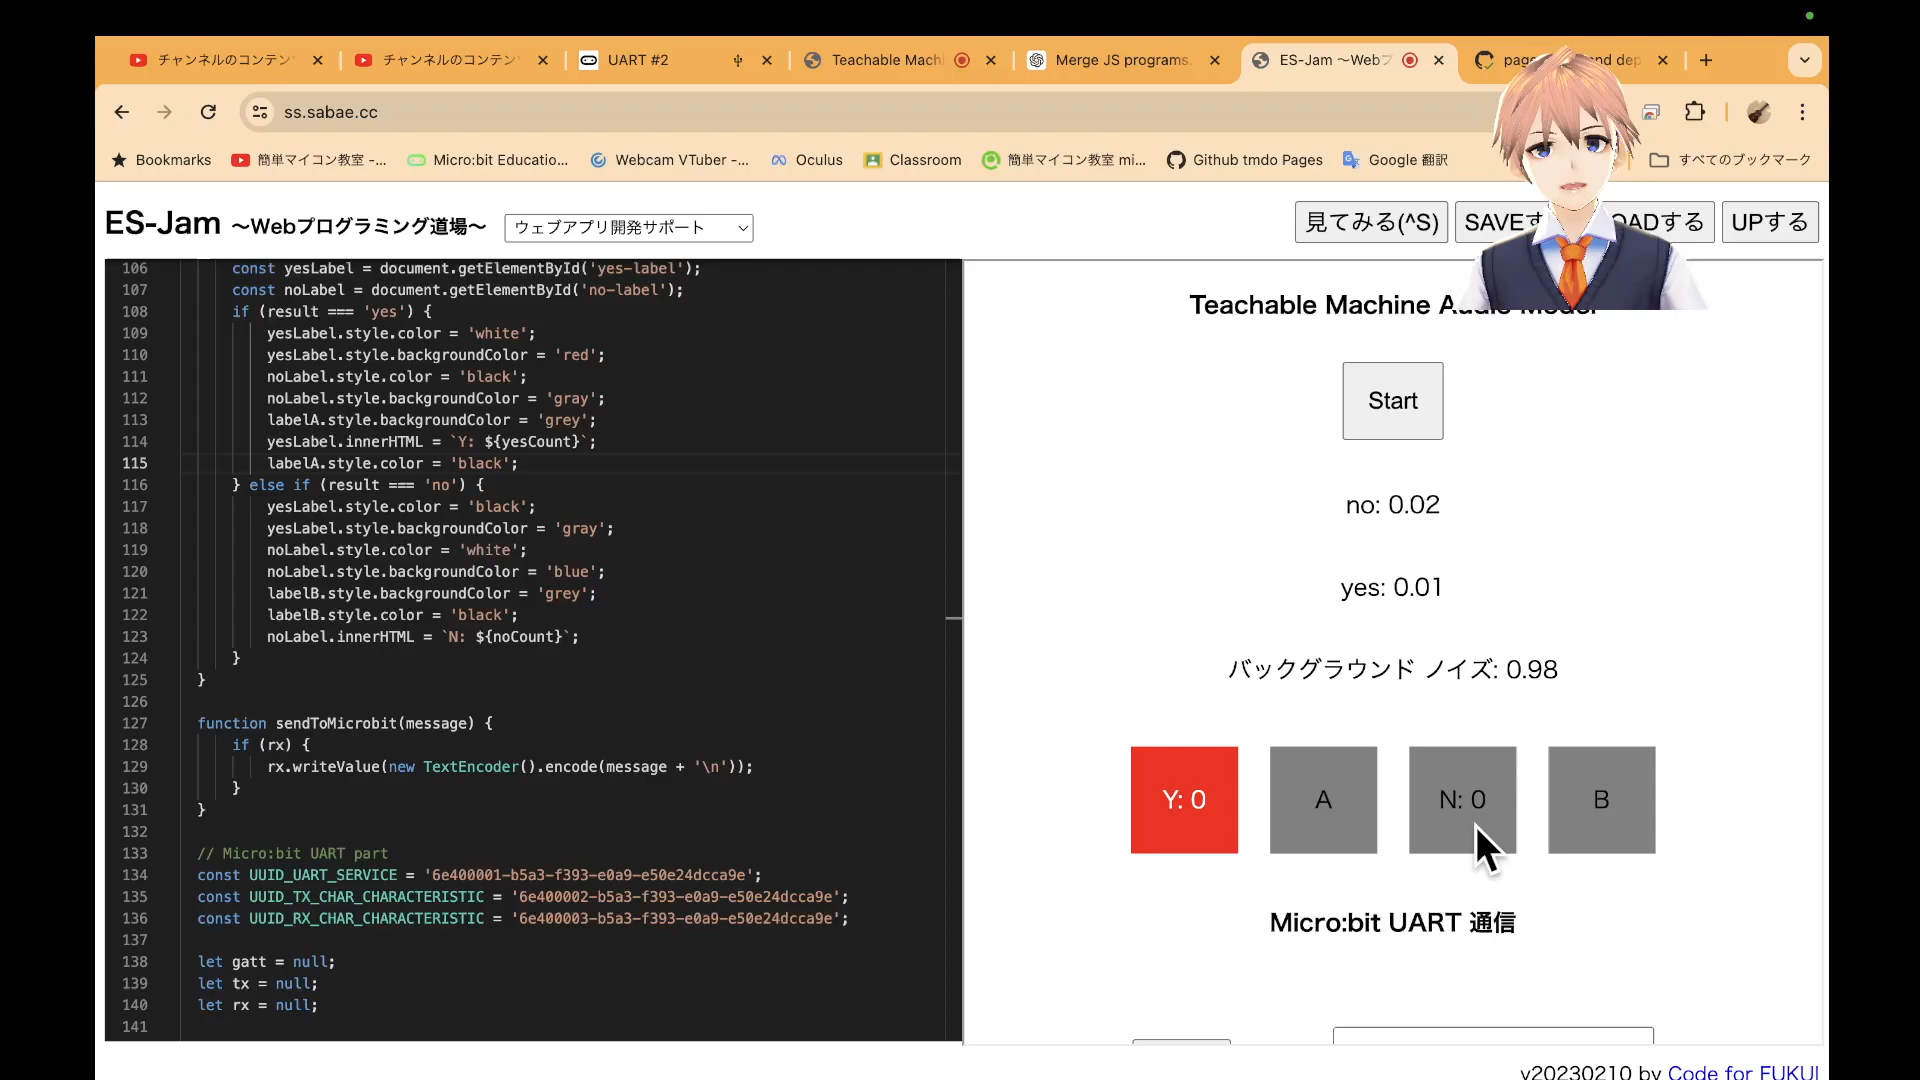 チャンネルのコンテン
チャンネルのコンテン
UART #2
Teachable Mach
Merge JS programs.
ES-Jam 〜Webプ
ss.sabae.cc
Bookmarks
簡単マイコン教室 -...
Micro:bit Educatio...
Webcam VTuber -...
Oculus
Classroom
簡単マイコン教室 mi...
Github tmdo Pages
Google 翻訳
すべてのブックマーク
ES-Jam 〜Webプログラミング道場〜
ウェブアプリ開発サポート
見てみる(^S)
UPする
106 const yesLabel = document.getElementById('yes-label');
107 const noLabel = document.getElementById('no-label');
108 if (result === 'yes') {
109 yesLabel.style.color = 'white';
110 yesLabel.style.backgroundColor = 'red';
111 noLabel.style.color = 'black';
112 noLabel.style.backgroundColor = 'gray';
113 labelA.style.backgroundColor = 'grey';
114 yesLabel.innerHTML = `Y: ${yesCount}`;
115 labelA.style.color = 'black';
116 } else if (result === 'no') {
117 yesLabel.style.color = 'black';
118 yesLabel.style.backgroundColor = 'gray';
119 noLabel.style.color = 'white';
120 noLabel.style.backgroundColor = 'blue';
121 labelB.style.backgroundColor = 'grey';
122 labelB.style.color = 'black';
123 noLabel.innerHTML = `N: ${noCount}`;
124 }
125 }
126
127 function sendToMicrobit(message) {
128 if (rx) {
129 rx.writeValue(new TextEncoder().encode(message + '\n'));
130 }
131 }
132
133 // Micro:bit UART part
134 const UUID_UART_SERVICE = '6e400001-b5a3-f393-e0a9-e50e24dcca9e';
135 const UUID_TX_CHAR_CHARACTERISTIC = '6e400002-b5a3-f393-e0a9-e50e24dcca9e';
136 const UUID_RX_CHAR_CHARACTERISTIC = '6e400003-b5a3-f393-e0a9-e50e24dcca9e';
137
138 let gatt = null;
139 let tx = null;
140 let rx = null;
141
Teachable Machine
Start
no: 0.02
yes: 0.01
バックグラウンド ノイズ: 0.98
Y: 0
A
N: 0
B
Micro:bit UART 通信
v20230210 by Code for FUKUI